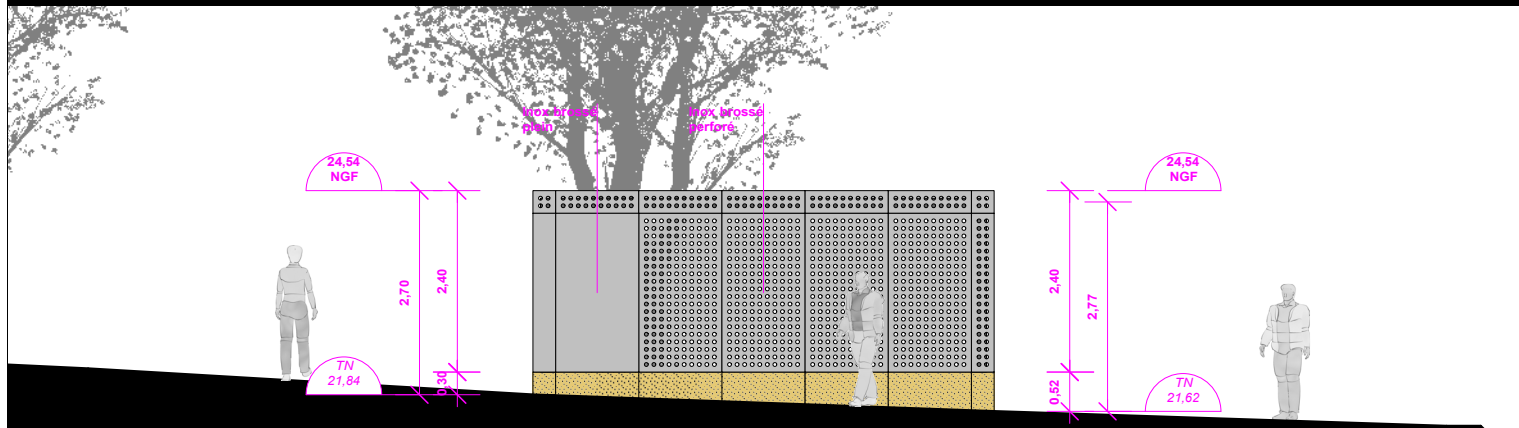 Inox brossé
plein
Inox brossé
perforé
24,54
NGF
24,54
NGF
2,70
2,40
0,30
2,40
2,77
0,52
TN
21,84
TN
21,62